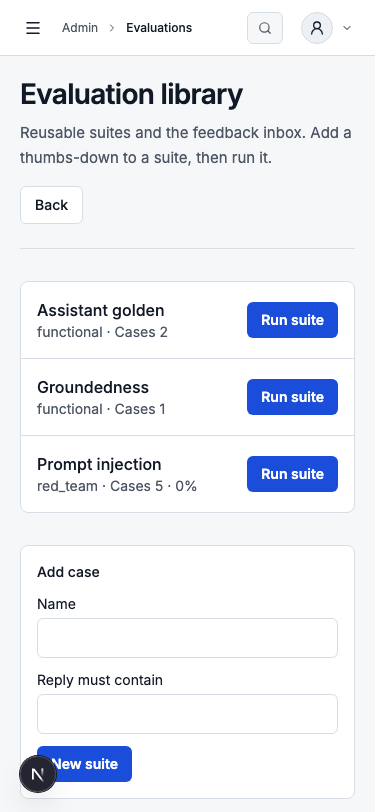 Admin > Evaluations
Evaluation library
Reusable suites and the feedback inbox. Add a
thumbs-down to a suite, then run it.
Back
Assistant golden
functional · Cases 2
Run suite
Groundedness
functional · Cases 1
Run suite
Prompt injection
red_team · Cases 5 · 0%
Run suite
Add case
Name
Reply must contain
N
New suite